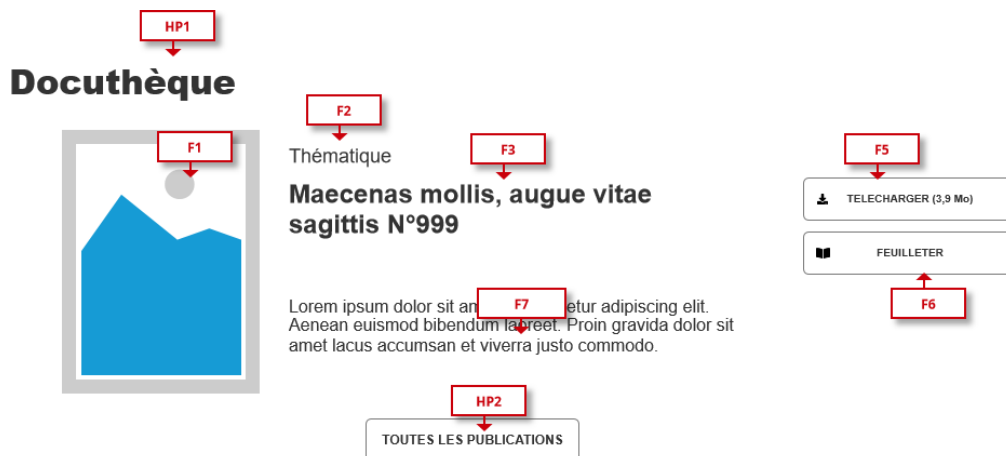 HP1
Docuthèque
F1
F2
Thématique
F3
Maecenas mollis, augue vitae
sagittis N°999
F5
TELECHARGER (3,9 Mo)
FEUILLETER
F6
F7
Lorem ipsum dolor sit am etur adipiscing elit.
Aenean euismod bibendum laoreet. Proin gravida dolor sit
amet lacus accumsan et viverra justo commodo.
HP2
TOUTES LES PUBLICATIONS